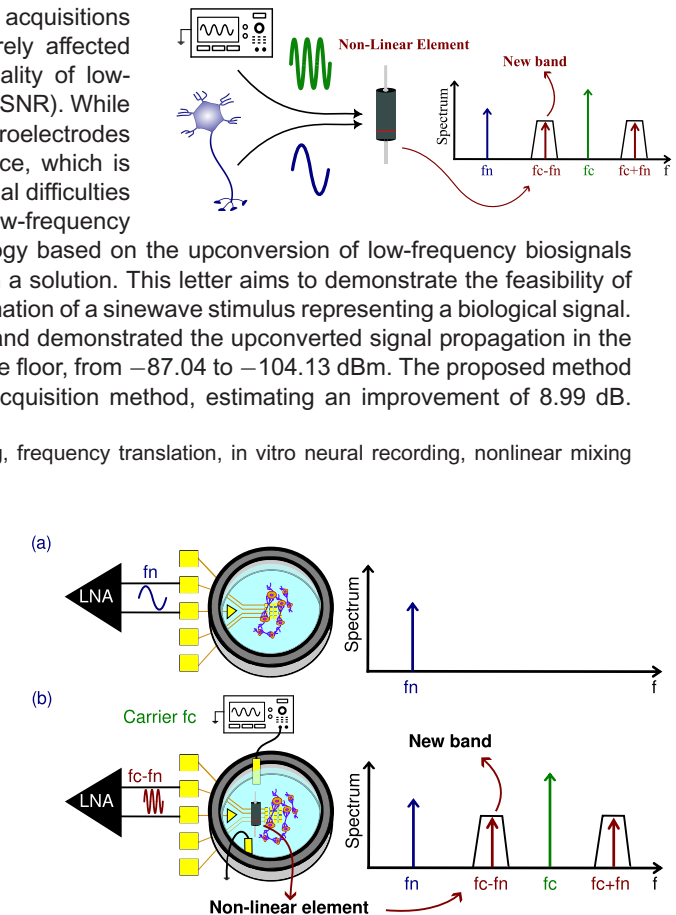 acquisitions
rely affected
ality of low-
SNR). While
roelectrodes
ce, which is
al difficulties
w-frequency
Non-Linear Element
New band
Spectrum
fn
fc-fn
fc
fc+fn
f
ogy based on the upconversion of low-frequency biosignals
a solution. This letter aims to demonstrate the feasibility of
nation of a sinewave stimulus representing a biological signal.
and demonstrated the upconverted signal propagation in the
e floor, from −87.04 to −104.13 dBm. The proposed method
acquisition method, estimating an improvement of 8.99 dB.
g, frequency translation, in vitro neural recording, nonlinear mixing
(a)
LNA
fn
Spectrum
fn
f
(b)
Carrier fc
LNA
fc-fn
New band
Spectrum
fn
fc-fn
fc
fc+fn
f
Non-linear element